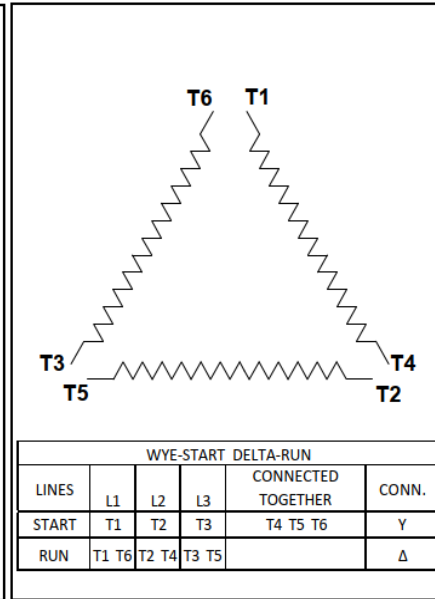 T6 T1
T3 T4
T5 T2
WYE-START DELTA-RUN
LINES L1 L2 L3 CONNECTED TOGETHER CONN.
START T1 T2 T3 T4 T5 T6 Y
RUN T1 T6 T2 T4 T3 T5 Δ